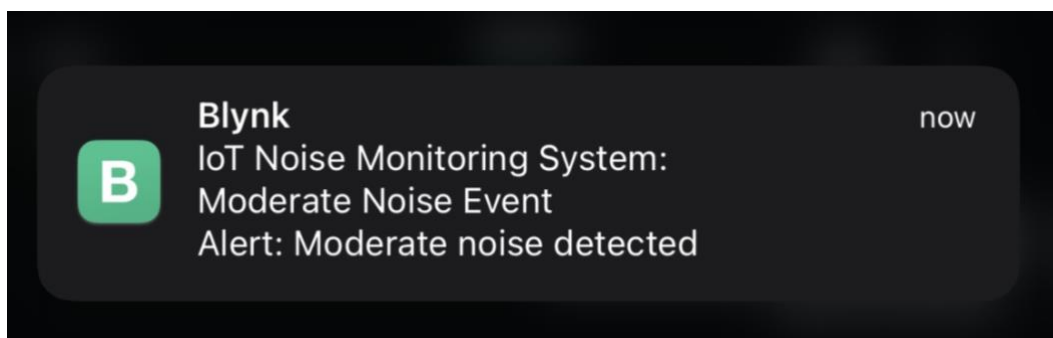 Blynk
now
B
IoT Noise Monitoring System:
Moderate Noise Event
Alert: Moderate noise detected